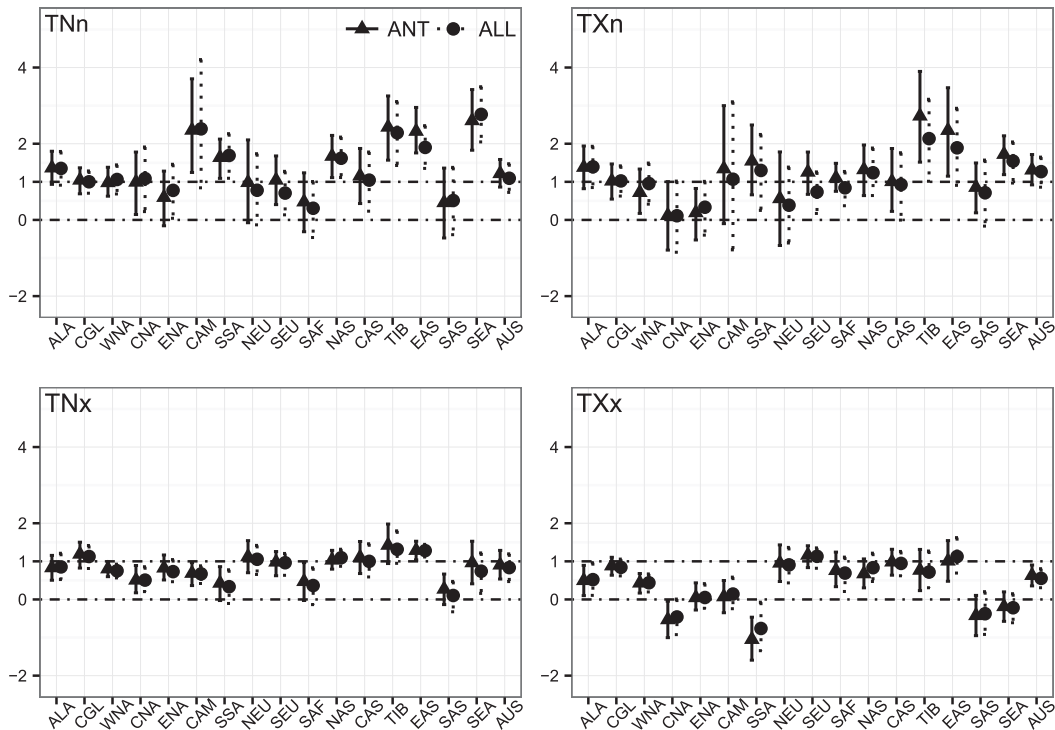 TNn
ANT ALL
4
2
1
0
−2
ALA CGL WNA CNA ENA CAM SSA NEU SEU SAF NAS CAS TIB EAS SAS SEA AUS
TXn
4
2
1
0
−2
ALA CGL WNA CNA ENA CAM SSA NEU SEU SAF NAS CAS TIB EAS SAS SEA AUS
TNx
4
2
1
0
−2
ALA CGL WNA CNA ENA CAM SSA NEU SEU SAF NAS CAS TIB EAS SAS SEA AUS
TXx
4
2
1
0
−2
ALA CGL WNA CNA ENA CAM SSA NEU SEU SAF NAS CAS TIB EAS SAS SEA AUS